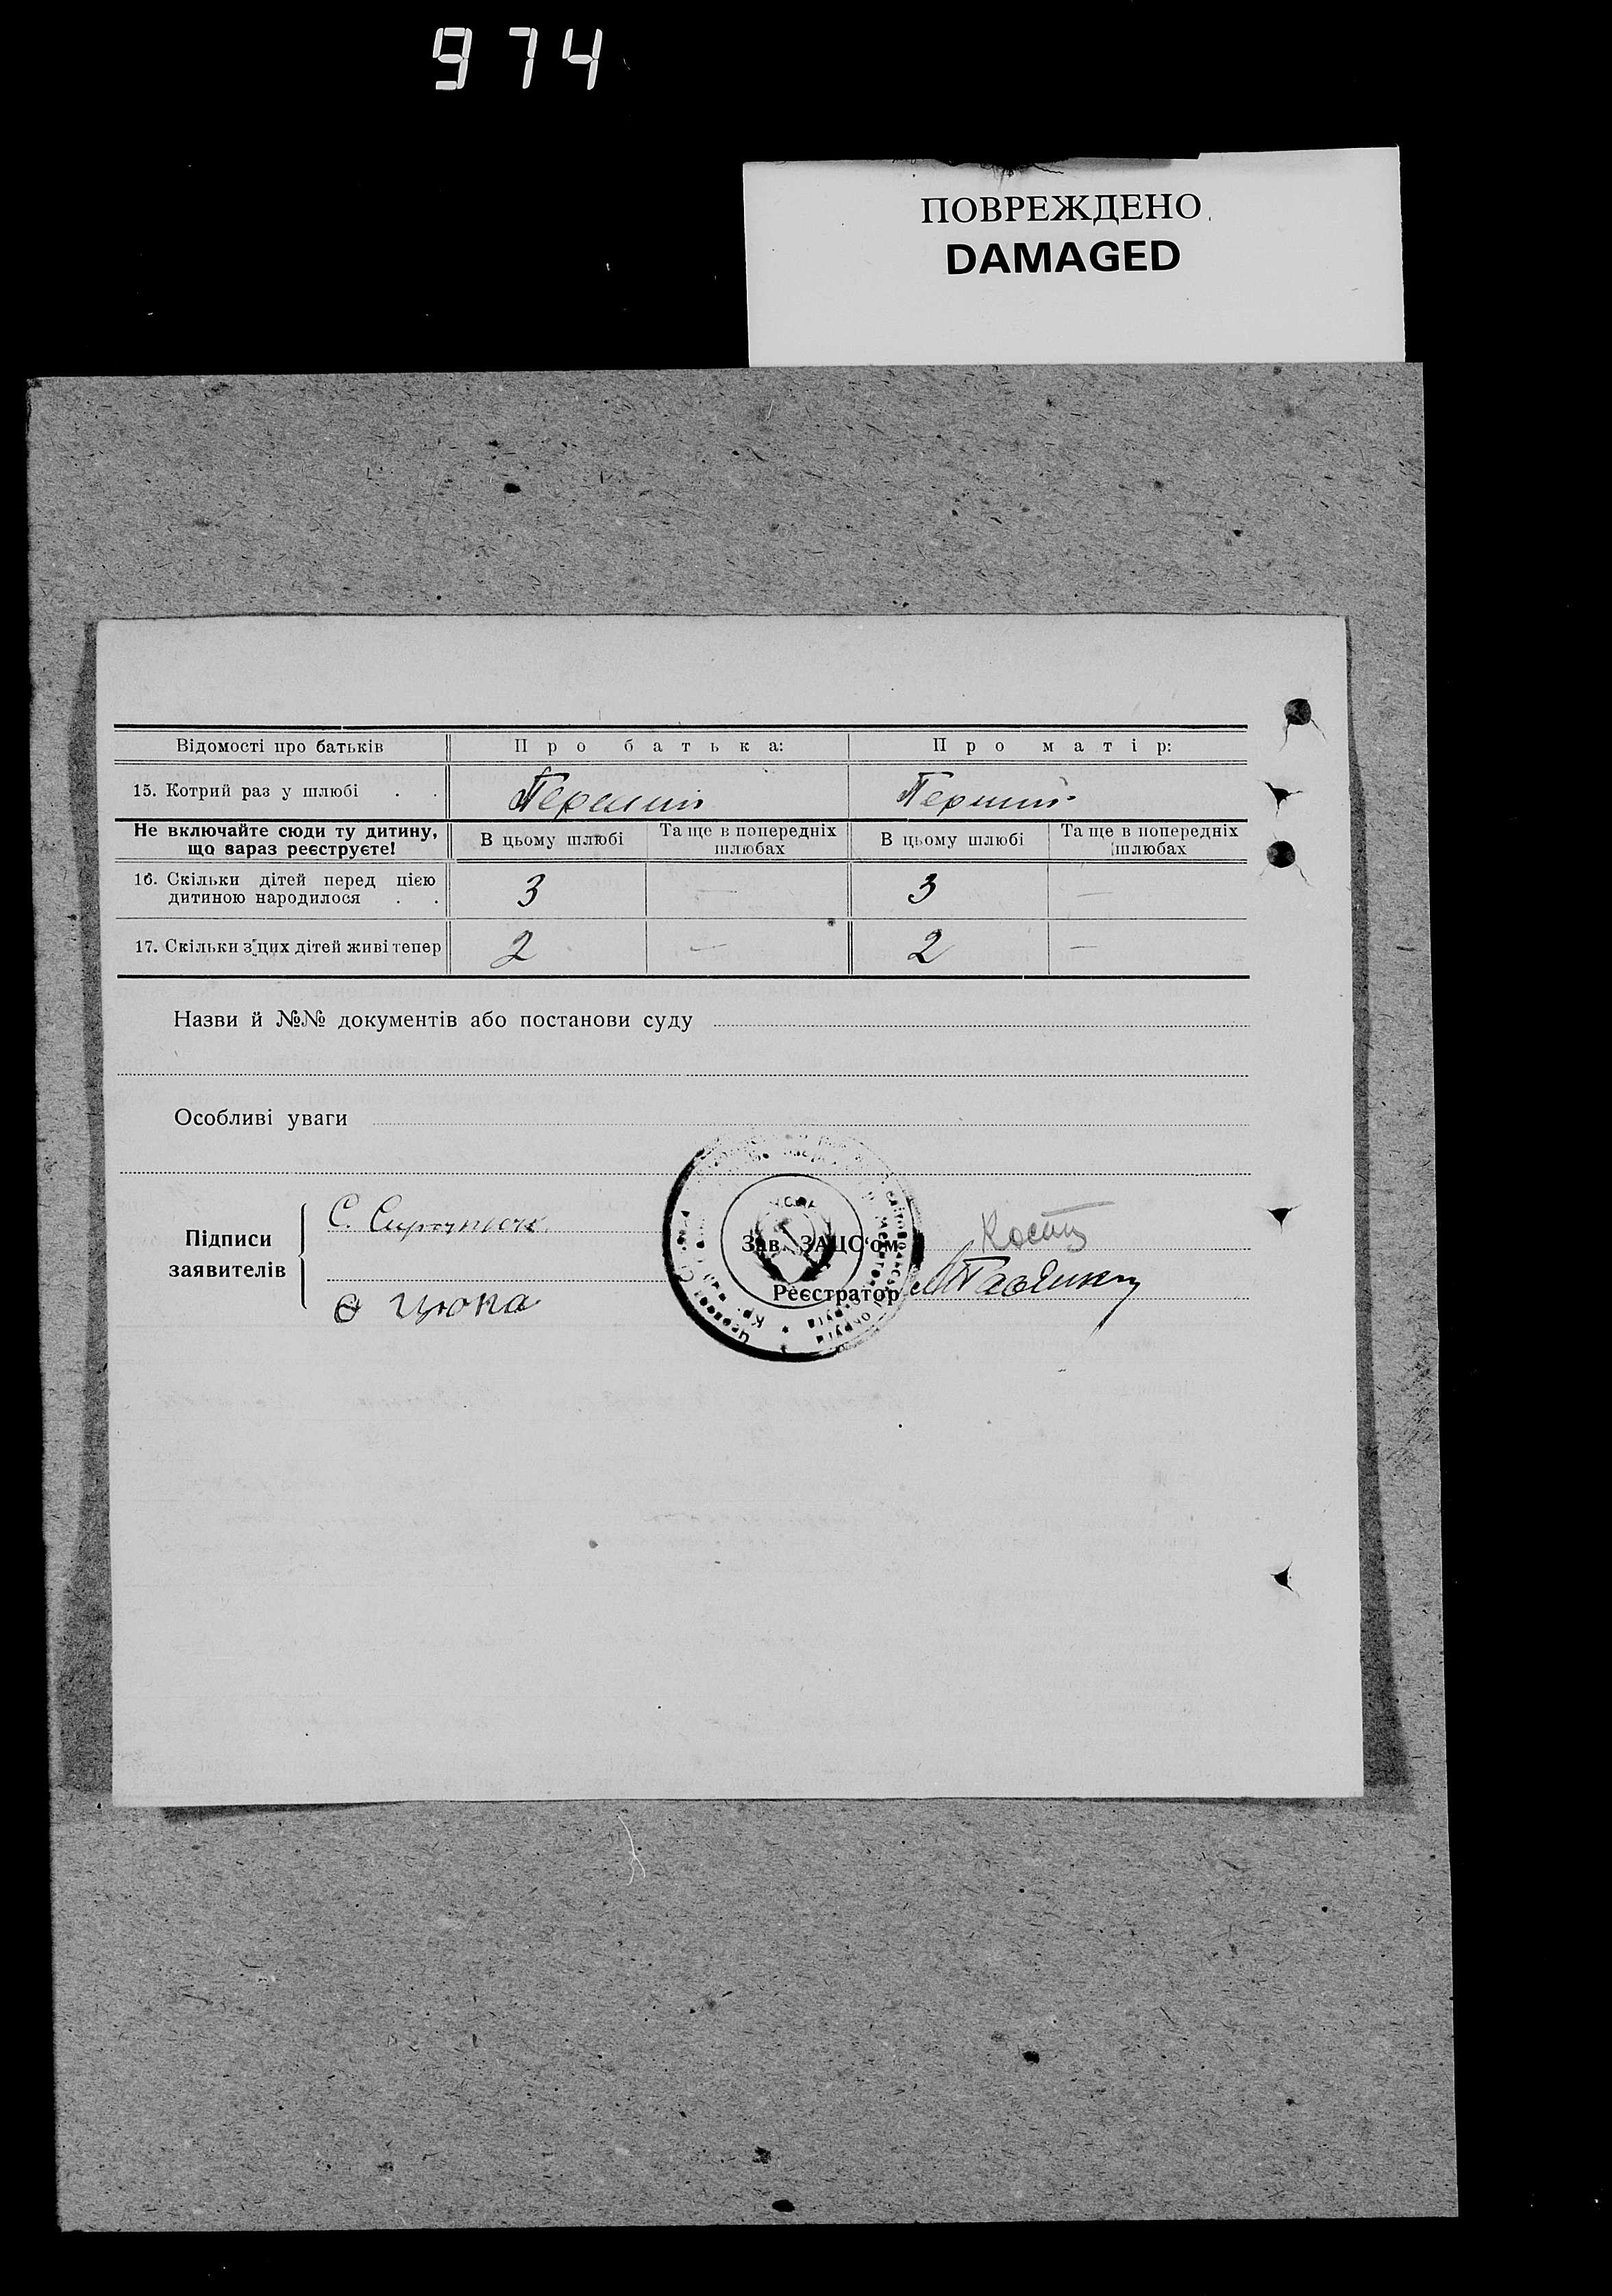 974
ПОВРЕЖДЕНО
DAMAGED
Відомості про батьків
Про батька:
Про матір:
15. Котрий раз у шлюбі . .
Перший
Перший
Не включайте сюди ту дитину, що зараз реєструєте!
В цьому шлюбі
Та ще в попередніх шлюбах
В цьому шлюбі
Та ще в попередніх шлюбах
16. Скільки дітей перед цією дитиною народилося . .
3
—
3
—
17. Скільки з цих дітей живі тепер
2
—
2
—
Назви й №№ документів або постанови суду
Особливі уваги
Підписи заявителів
С.
Цюпа
Зав. ЗАЦС'ом
Реєстратор